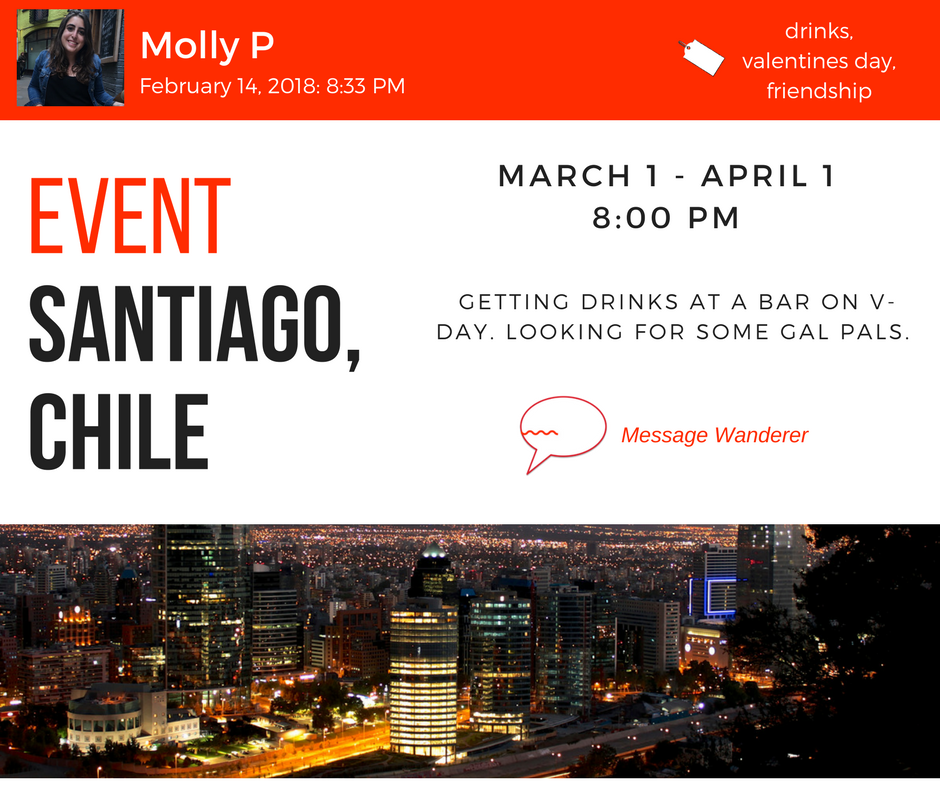 Molly P
February 14, 2018: 8:33 PM
drinks,
valentines day,
friendship
EVENT
SANTIAGO,
CHILE
MARCH 1 - APRIL 1
8:00 PM
GETTING DRINKS AT A BAR ON V-
DAY. LOOKING FOR SOME GAL PALS.
Message Wanderer